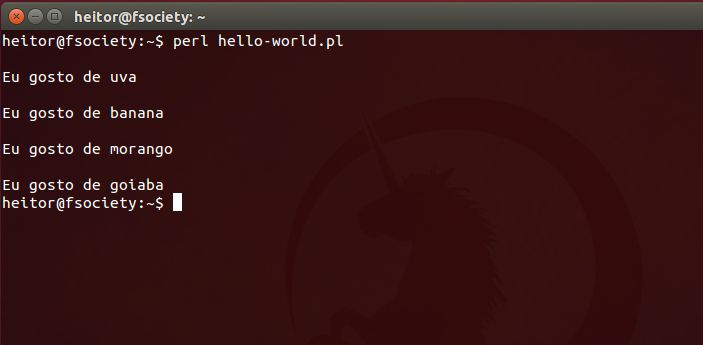 heitor@fsociety: ~
heitor@fsociety:~$ perl hello-world.pl
Eu gosto de uva
Eu gosto de banana
Eu gosto de morango
Eu gosto de goiaba
heitor@fsociety:~$